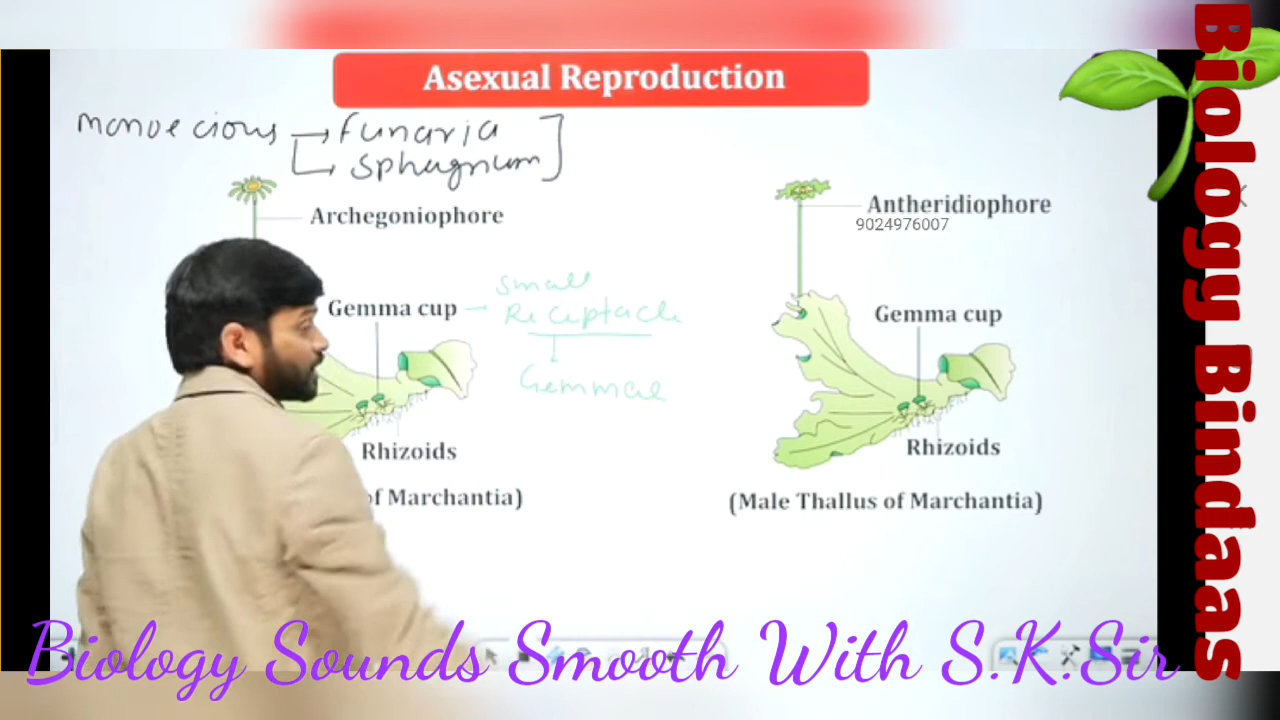 Asexual Reproduction
monoecious → Funaria
→ Sphagnum
Archegoniophore
Antheridiophore
9024976007
small
Gemma cup
Receptacle
Gemma cup
Gemmae
Rhizoids
Rhizoids
of Marchantia)
(Male Thallus of Marchantia)
Biology Sounds Smooth With S.K.Sir
Biology Bindaas